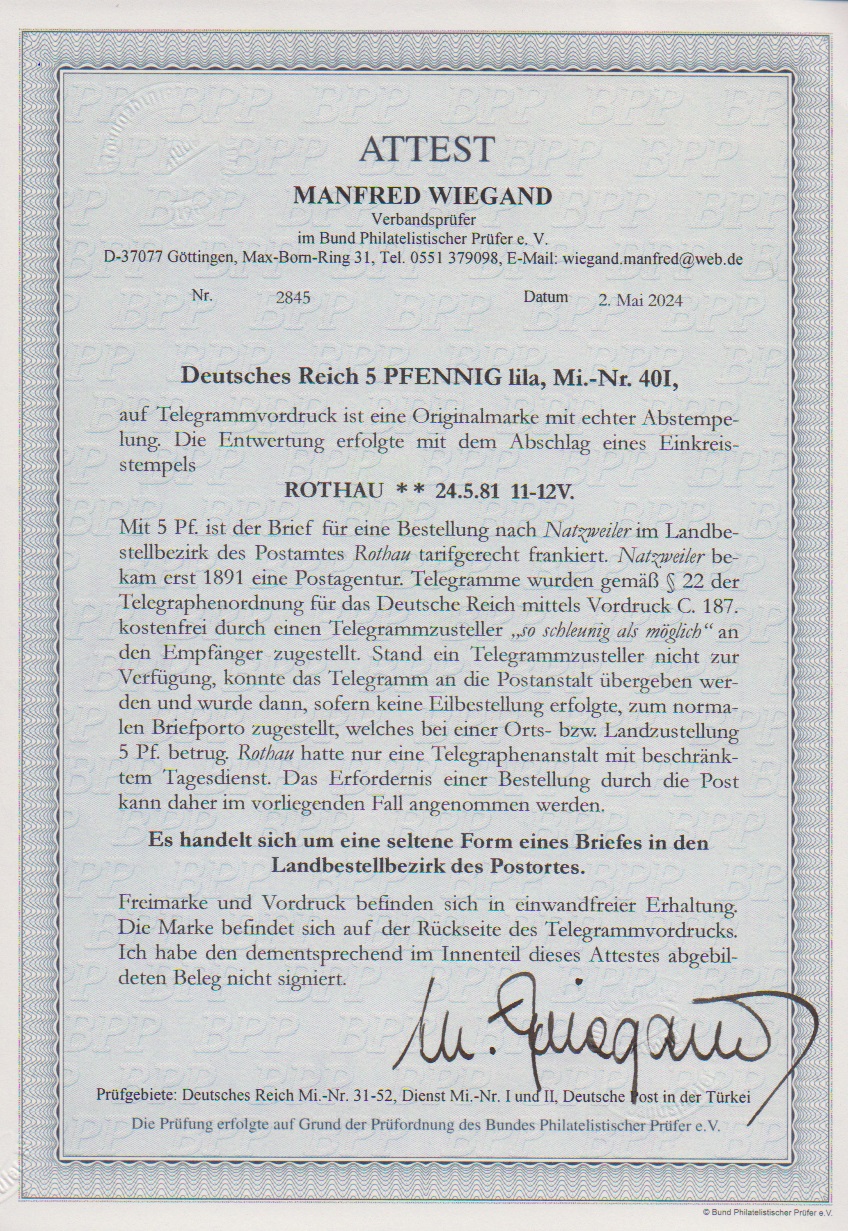 ATTEST
MANFRED WIEGAND
Verbandsprüfer
im Bund Philatelistischer Prüfer e. V.
D-37077 Göttingen, Max-Born-Ring 31, Tel. 0551 379098, E-Mail: wiegand.manfred@web.de
Nr. 2845 Datum 2. Mai 2024
Deutsches Reich 5 PFENNIG lila, Mi.-Nr. 40I,
auf Telegrammvordruck ist eine Originalmarke mit echter Abstempe-
lung. Die Entwertung erfolgte mit dem Abschlag eines Einkreis-
stempels
ROTHAU ** 24.5.81 11-12V.
Mit 5 Pf. ist der Brief für eine Bestellung nach Natzweiler im Landbe-
stellbezirk des Postamtes Rothau tarifgerecht frankiert. Natzweiler be-
kam erst 1891 eine Postagentur. Telegramme wurden gemäß § 22 der
Telegraphenordnung für das Deutsche Reich mittels Vordruck C. 187.
kostenfrei durch einen Telegrammzusteller „so schleunig als möglich“ an
den Empfänger zugestellt. Stand ein Telegrammzusteller nicht zur
Verfügung, konnte das Telegramm an die Postanstalt übergeben wer-
den und wurde dann, sofern keine Eilbestellung erfolgte, zum norma-
len Briefporto zugestellt, welches bei einer Orts- bzw. Landzustellung
5 Pf. betrug. Rothau hatte nur eine Telegraphenanstalt mit beschränk-
tem Tagesdienst. Das Erfordernis einer Bestellung durch die Post
kann daher im vorliegenden Fall angenommen werden.
Es handelt sich um eine seltene Form eines Briefes in den
Landbestellbezirk des Postortes.
Freimarke und Vordruck befinden sich in einwandfreier Erhaltung.
Die Marke befindet sich auf der Rückseite des Telegrammvordrucks.
Ich habe den dementsprechend im Innenteil dieses Attestes abgebil-
deten Beleg nicht signiert.
M. Wiegand
Prüfgebiete: Deutsches Reich Mi.-Nr. 31-52, Dienst Mi.-Nr. I und II, Deutsche Post in der Türkei
Die Prüfung erfolgte auf Grund der Prüfordnung des Bundes Philatelistischer Prüfer e.V.
© Bund Philatelistischer Prüfer e.V.